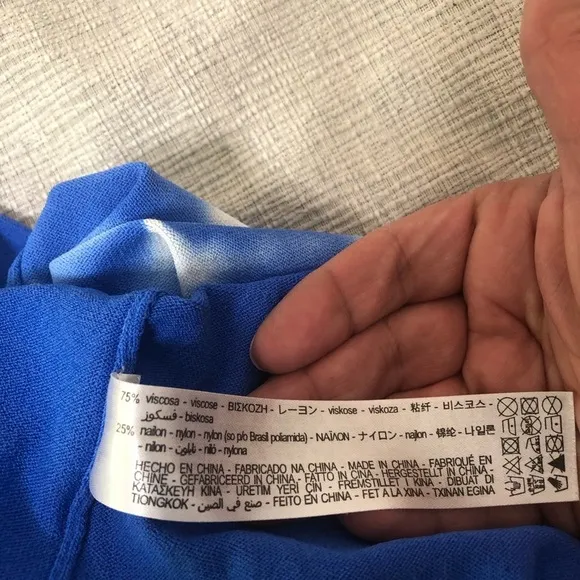 75% viscosa - viscose - ΒΙΣΚΟΖΗ - レーヨン - viskose - viskoza - 粘纤 - 비스코스 -
فسكوز - biskosa
25% nailon - nylon - nylon (so p/o Brasil poliamida) - ΝΑΪΛΟΝ - ナイロン - najlon - 锦纶 - 나일론
- nilon - نايلون - niló - nylona
HECHO EN CHINA - FABRICADO NA CHINA - MADE IN CHINA - FABRIQUÉ EN
CHINE - GEFABRICEERD IN CHINA - FATTO IN CINA - HERGESTELLT IN CHINA -
ΚΑΤΑΣΚΕΥΗ ΚΙΝΑ - URETIM YERİ ÇİN - FREMSTILLET I KINA - DIBUAT DI
TIONGKOK - صنع في الصين - FEITO EN CHINA - FET A LA XINA - TXINAN EGINA